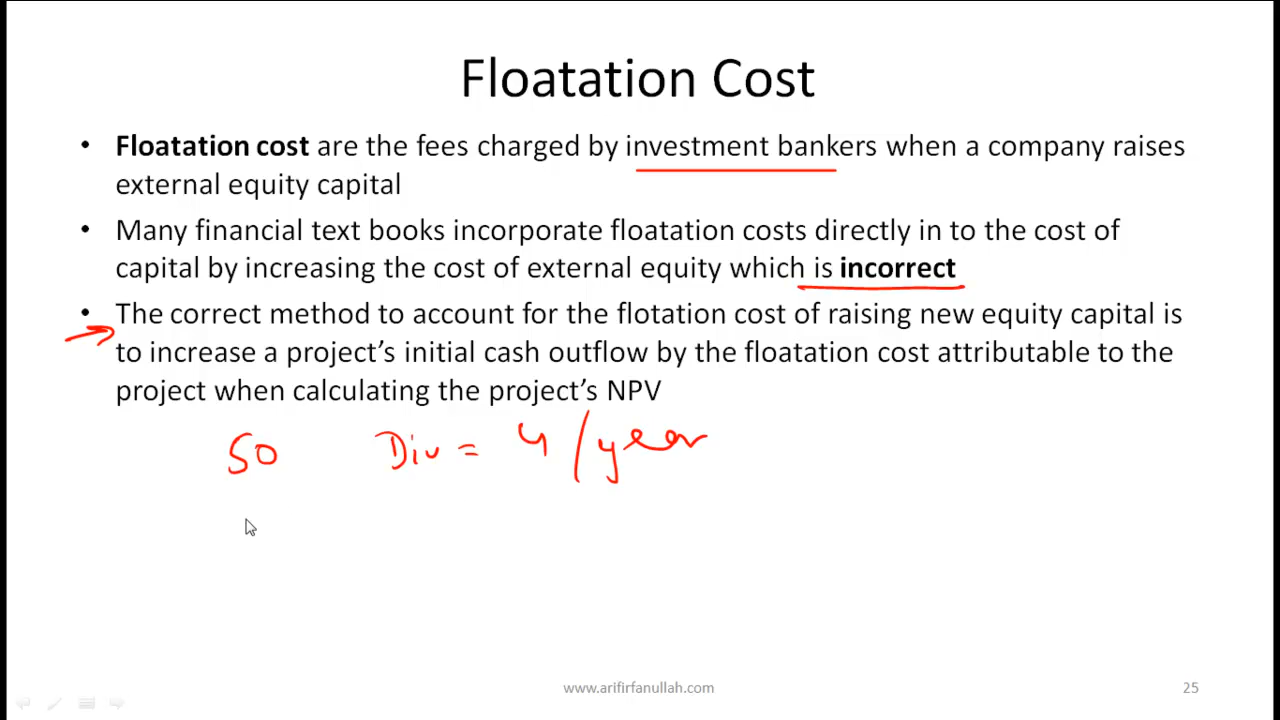 Floatation Cost
• Floatation cost are the fees charged by investment bankers when a company raises
external equity capital
• Many financial text books incorporate floatation costs directly in to the cost of
capital by increasing the cost of external equity which is incorrect
• The correct method to account for the flotation cost of raising new equity capital is
to increase a project's initial cash outflow by the floatation cost attributable to the
project when calculating the project's NPV
50 Div = 4 / year
www.arifirfanullah.com 25